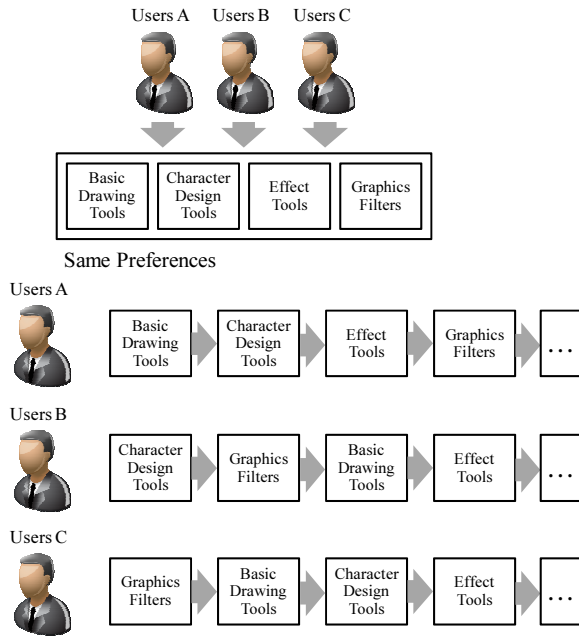 Users A Users B Users C
Basic
Drawing
Tools
Character
Design
Tools
Effect
Tools
Graphics
Filters
Same Preferences
Users A
Basic
Drawing
Tools
Character
Design
Tools
Effect
Tools
Graphics
Filters
...
Users B
Character
Design
Tools
Graphics
Filters
Basic
Drawing
Tools
Effect
Tools
...
Users C
Graphics
Filters
Basic
Drawing
Tools
Character
Design
Tools
Effect
Tools
...